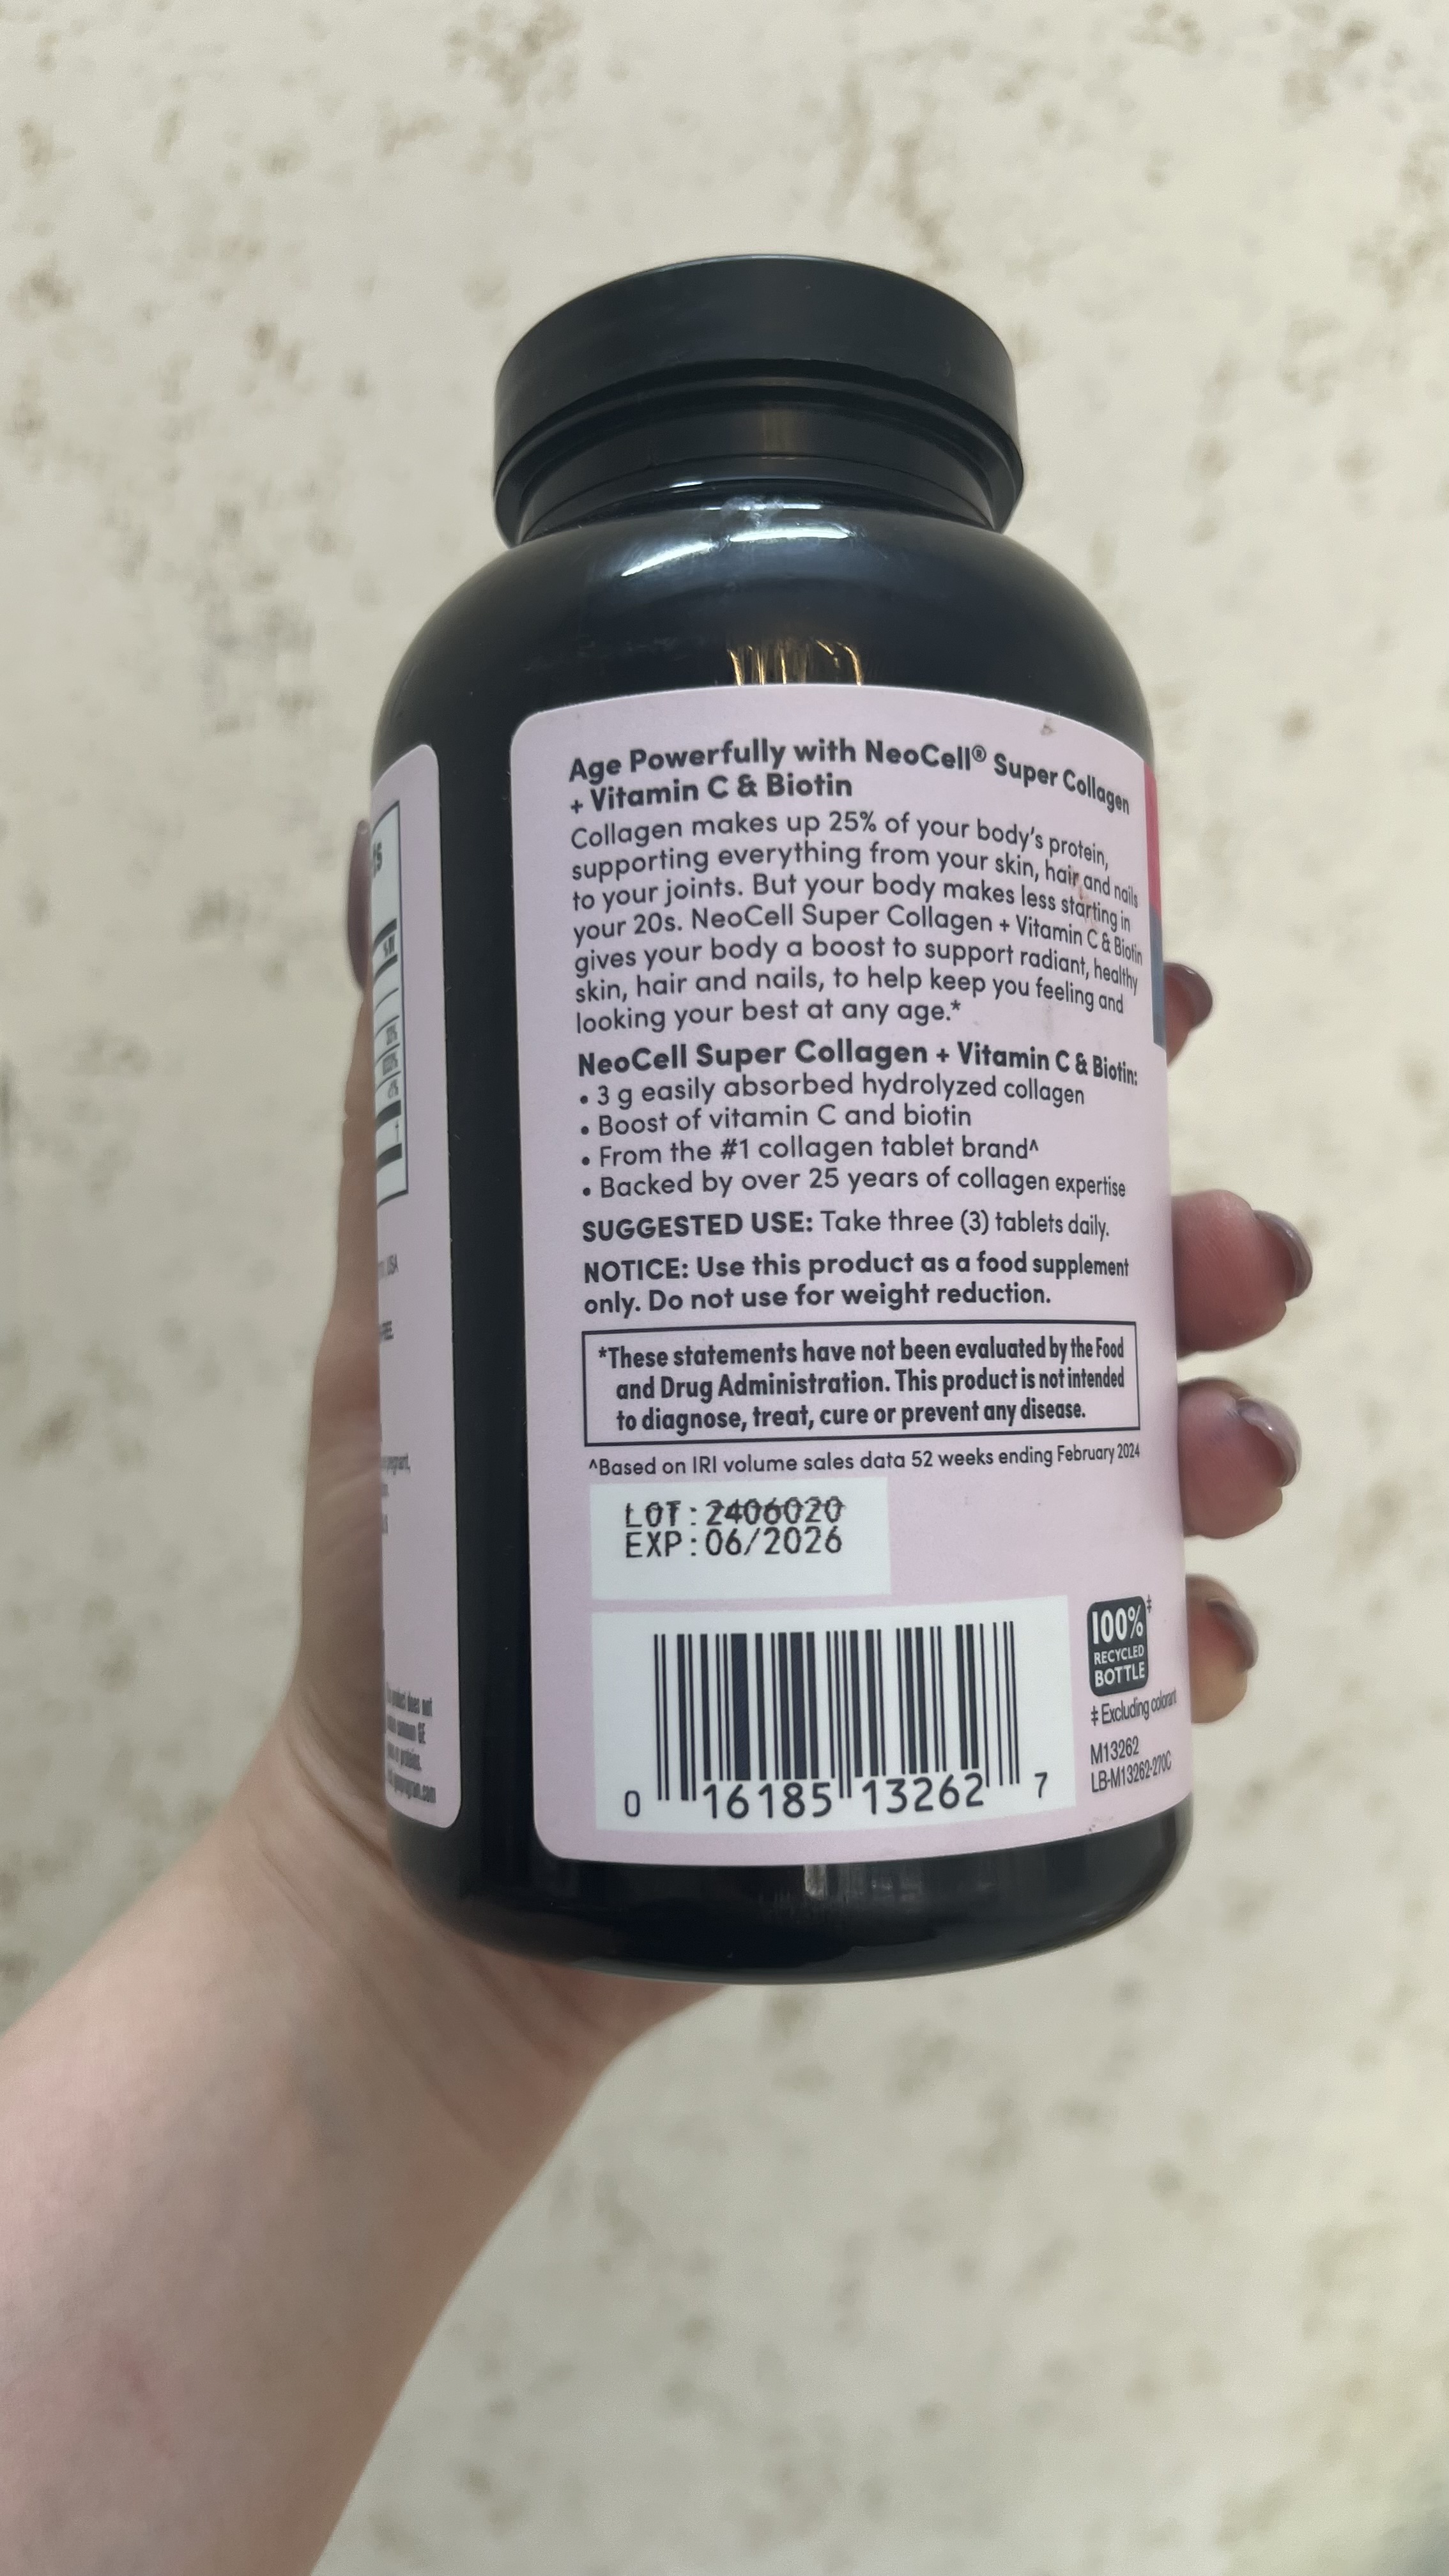 Age Powerfully with NeoCell® Super Collagen
+ Vitamin C & Biotin
Collagen makes up 25% of your body's protein,
supporting everything from your skin, hair and nails
to your joints. But your body makes less starting in
your 20s. NeoCell Super Collagen + Vitamin C & Biotin
gives your body a boost to support radiant, healthy
skin, hair and nails, to help keep you feeling and
looking your best at any age.*
NeoCell Super Collagen + Vitamin C & Biotin:
• 3 g easily absorbed hydrolyzed collagen
• Boost of vitamin C and biotin
• From the #1 collagen tablet brand^
• Backed by over 25 years of collagen expertise
SUGGESTED USE: Take three (3) tablets daily.
NOTICE: Use this product as a food supplement
only. Do not use for weight reduction.
*These statements have not been evaluated by the Food
and Drug Administration. This product is not intended
to diagnose, treat, cure or prevent any disease.
^Based on IRI volume sales data 52 weeks ending February 2024
LOT: 2406020
EXP: 06/2026
0 16185 13262 7
100%‡
RECYCLED
BOTTLE
‡ Excluding colorant
M13262
LB-M13262-270C
USA
product does not